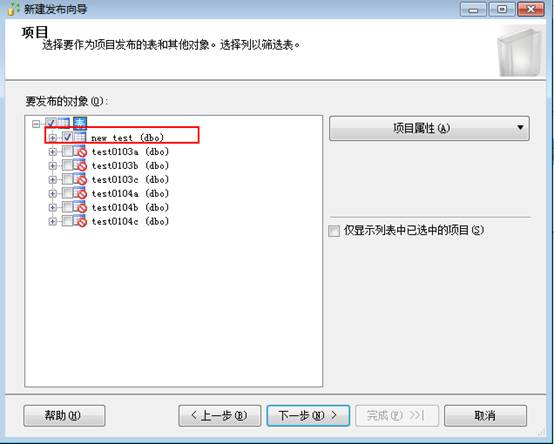 新建发布向导
项目
选择要作为项目发布的表和其他对象。选择列以筛选表。
要发布的对象(O):
表
new test (dbo)
test0103a (dbo)
test0103b (dbo)
test0103c (dbo)
test0104a (dbo)
test0104b (dbo)
test0104c (dbo)
项目属性(A)
仅显示列表中已选中的项目(S)
帮助(H)
< 上一步(B)
下一步(N) >
完成(F) >>|
取消